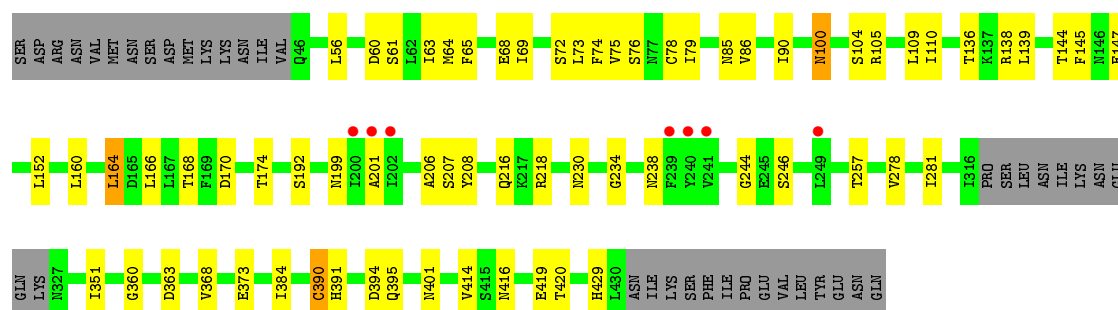 SER ASP ARG ASN VAL MET ASN SER ASP MET LYS LYS ASN ILE VAL Q46 L56 D60 S61 L62 I63 M64 F65 E68 I69 S72 L73 F74 V75 S76 N77 C78 I79 N85 V86 I90 N100 S104 R105 L109 I110 T136 K137 R138 L139 T144 F145 N146 E147
L152 L160 L164 D165 L166 L167 T168 F169 D170 T174 S192 N199 I200 A201 I202 A206 S207 Y208 Q216 K217 R218 N230 G234 N238 F239 Y240 V241 G244 E245 S246 L249 T257 V278 I281 I316 PRO SER LEU ASN ILE LYS ASN GLU
GLN LYS N327 I351 G360 D363 V368 E373 I384 C390 H391 D394 Q395 N401 V414 S415 N416 E419 T420 H429 L430 ASN ILE LYS SER PHE ILE PRO GLU VAL LEU TYR GLU ASN GLN